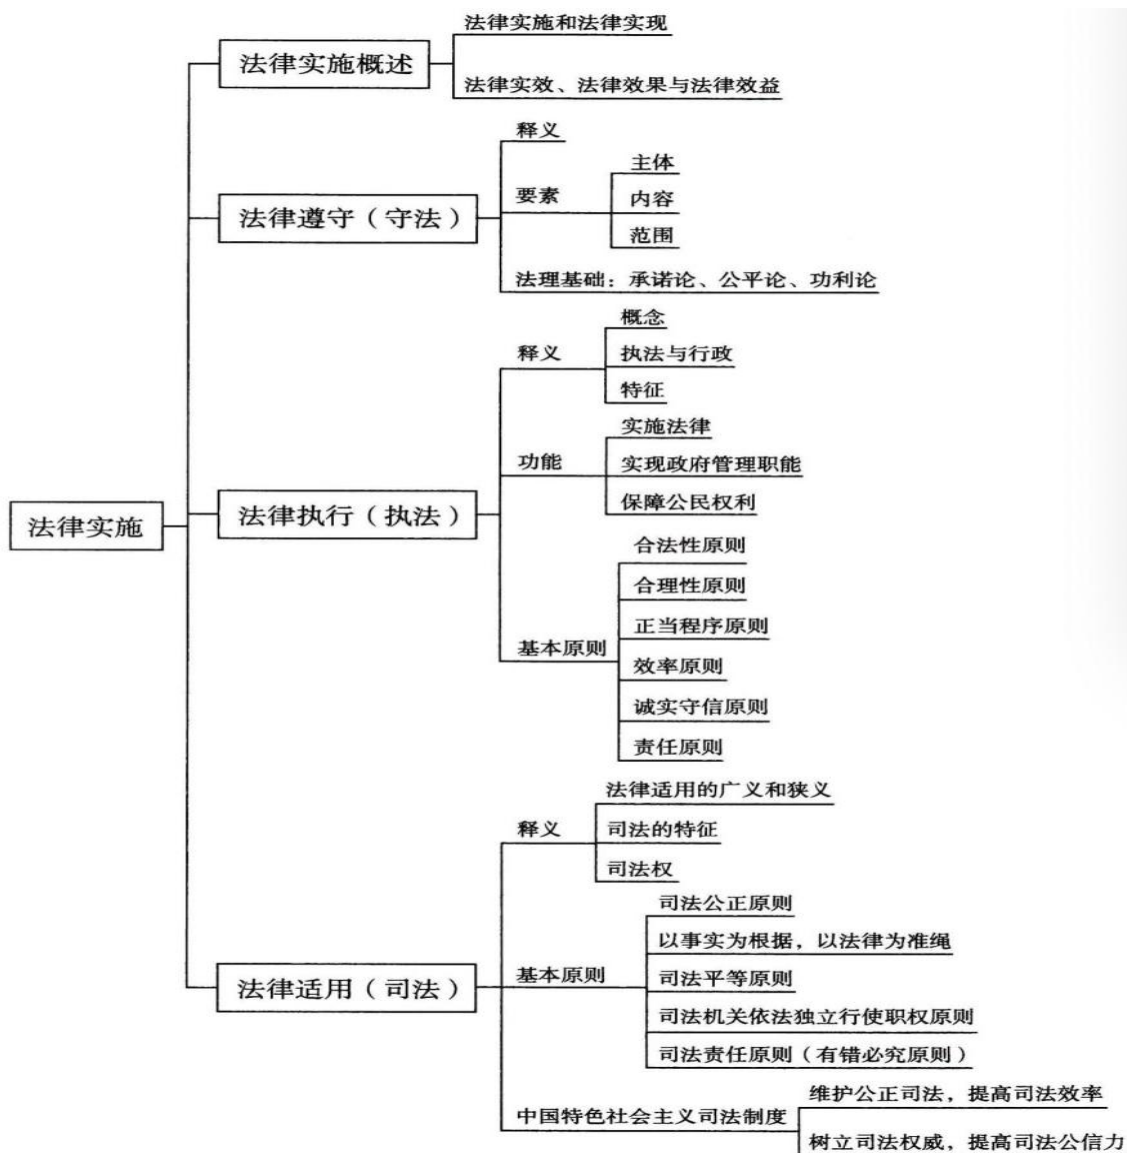 法律实施
法律实施概述
法律实施和法律实现
法律实效、法律效果与法律效益
法律遵守（守法）
释义
要素
主体
内容
范围
法理基础：承诺论、公平论、功利论
法律执行（执法）
释义
概念
执法与行政
特征
功能
实施法律
实现政府管理职能
保障公民权利
基本原则
合法性原则
合理性原则
正当程序原则
效率原则
诚实守信原则
责任原则
法律适用（司法）
释义
法律适用的广义和狭义
司法的特征
司法权
基本原则
司法公正原则
以事实为根据，以法律为准绳
司法平等原则
司法机关依法独立行使职权原则
司法责任原则（有错必究原则）
中国特色社会主义司法制度
维护公正司法，提高司法效率
树立司法权威，提高司法公信力